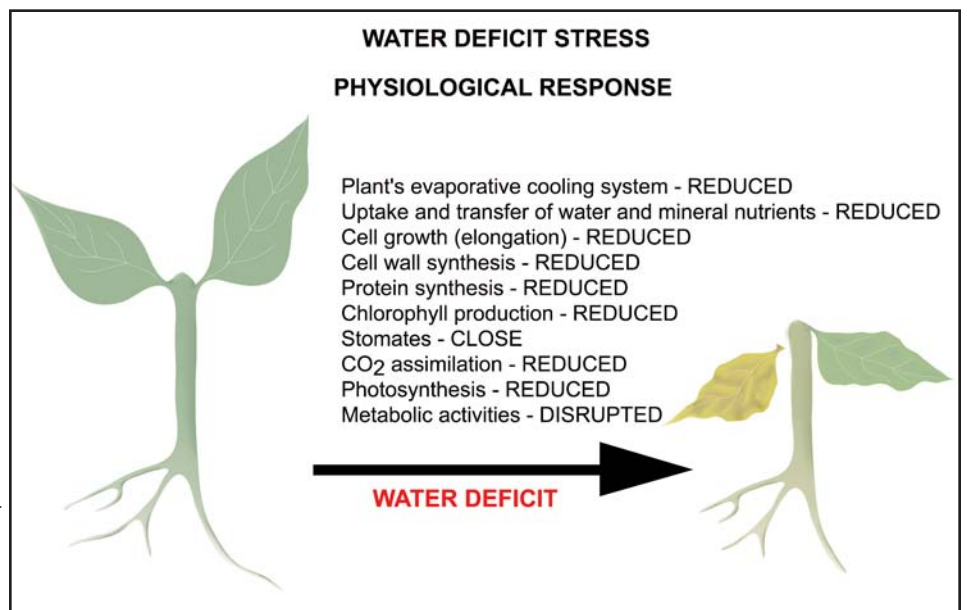 WATER DEFICIT STRESS
PHYSIOLOGICAL RESPONSE
Plant's evaporative cooling system - REDUCED
Uptake and transfer of water and mineral nutrients - REDUCED
Cell growth (elongation) - REDUCED
Cell wall synthesis - REDUCED
Protein synthesis - REDUCED
Chlorophyll production - REDUCED
Stomates - CLOSE
CO2 assimilation - REDUCED
Photosynthesis - REDUCED
Metabolic activities - DISRUPTED
WATER DEFICIT